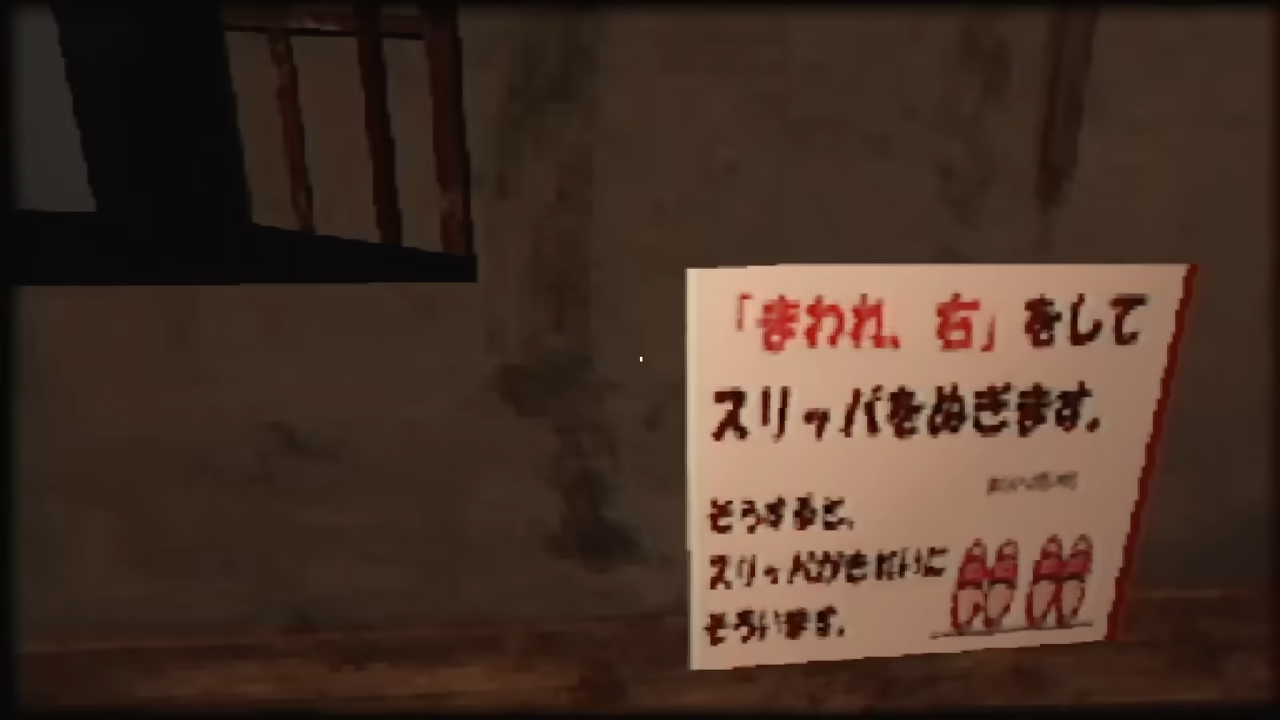 「まわれ、右」をして
スリッパをぬぎます。
そうすると、
スリッパがきれいに
そろいます。